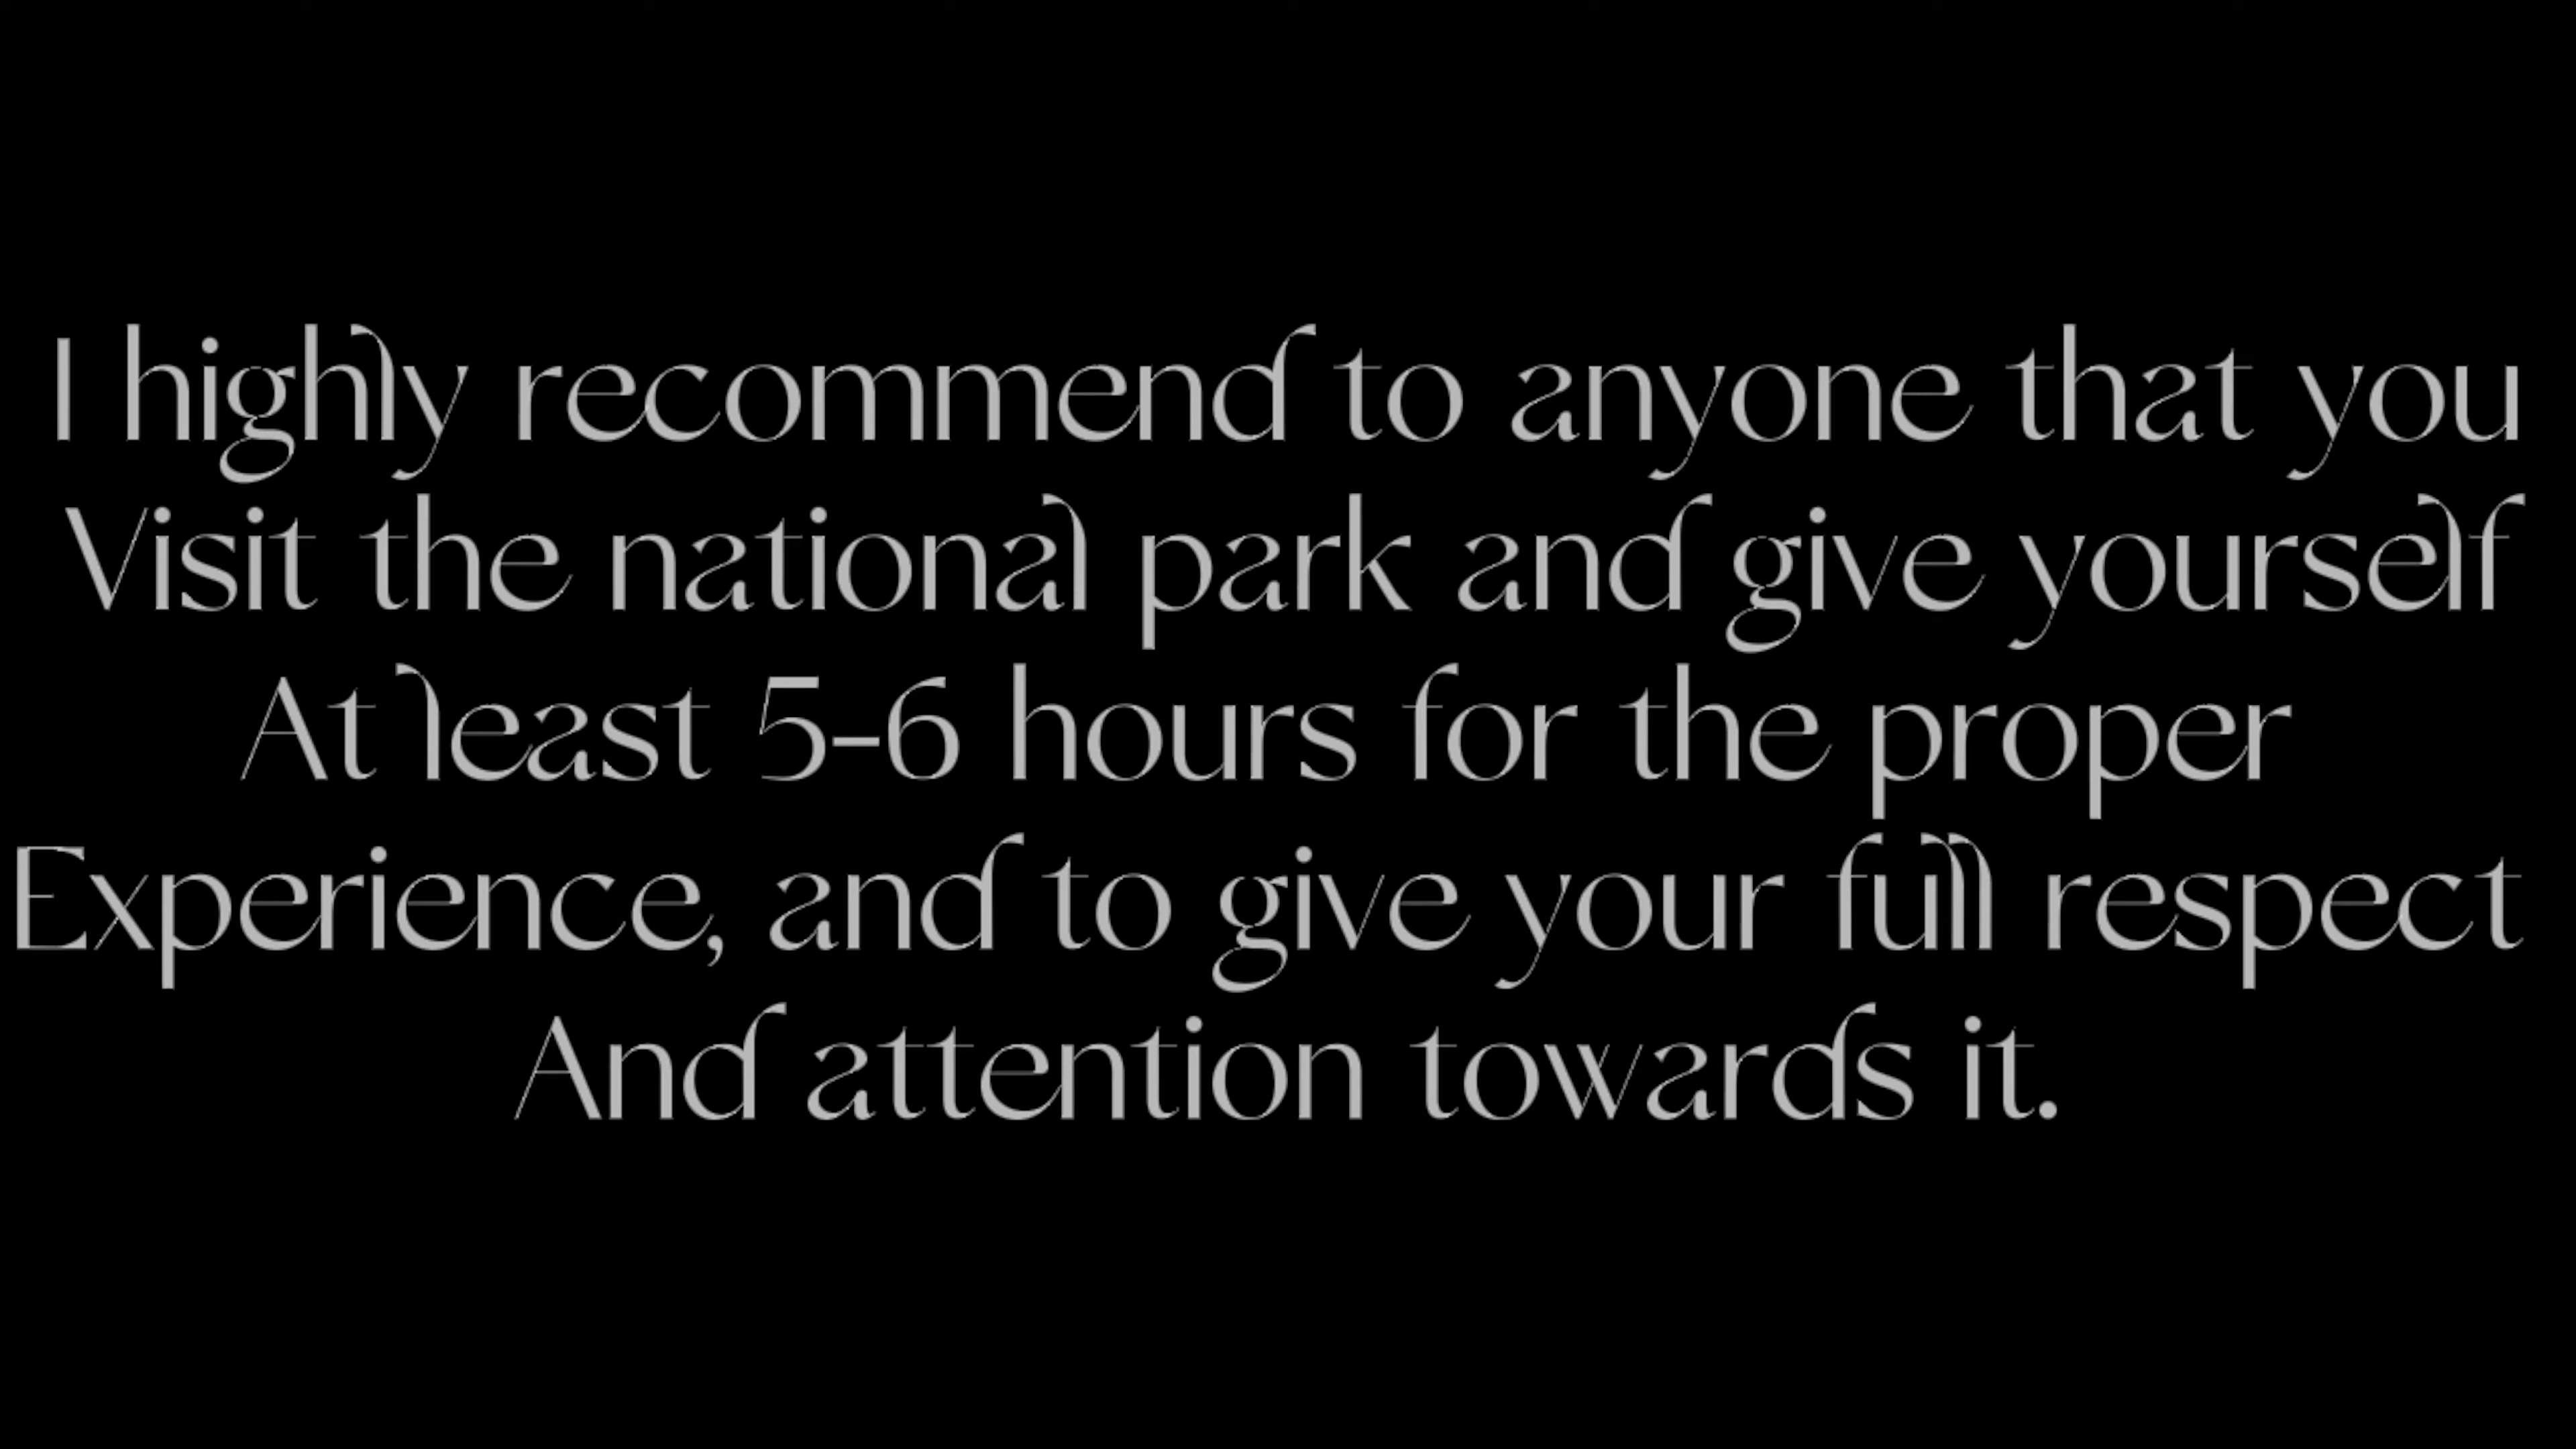 I highly recommend to anyone that you
Visit the national park and give yourself
At least 5-6 hours for the proper
Experience, and to give your full respect
And attention towards it.